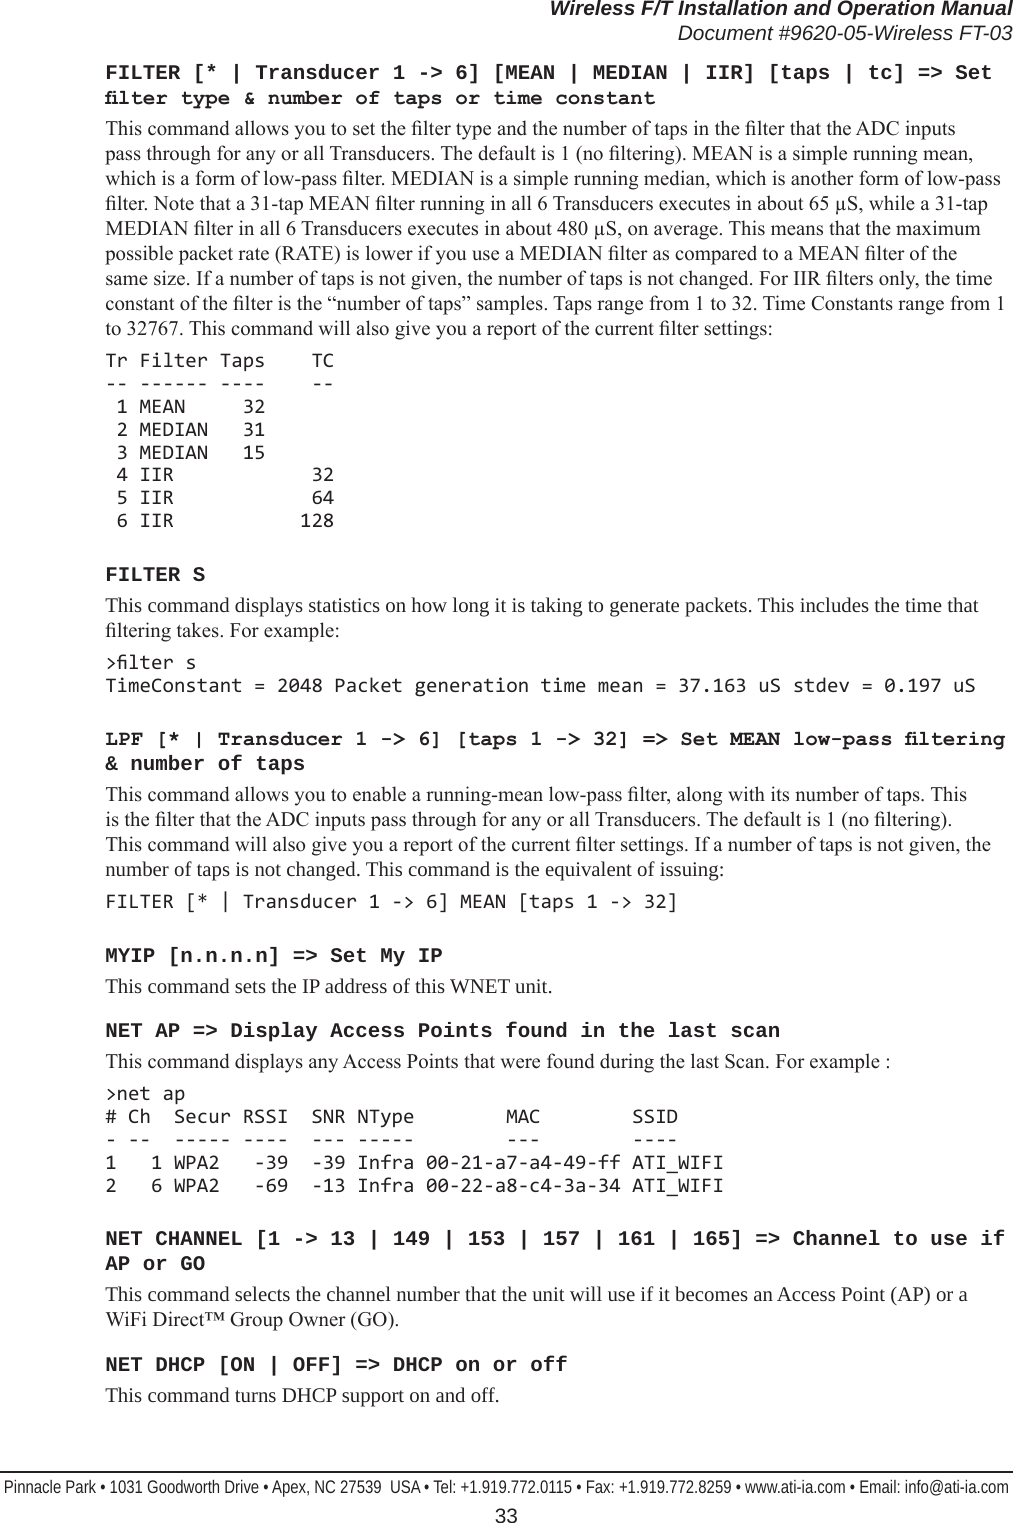 Wireless F/T Installation and Operation Manual
Document #9620-05-Wireless FT-03
FILTER [* | Transducer 1 -> 6] [MEAN | MEDIAN | IIR] [taps | tc] => Set
filter type & number of taps or time constant
This command allows you to set the filter type and the number of taps in the filter that the ADC inputs
pass through for any or all Transducers. The default is 1 (no filtering). MEAN is a simple running mean,
which is a form of low-pass filter. MEDIAN is a simple running median, which is another form of low-pass
filter. Note that a 31-tap MEAN filter running in all 6 Transducers executes in about 65 µS, while a 31-tap
MEDIAN filter in all 6 Transducers executes in about 480 µS, on average. This means that the maximum
possible packet rate (RATE) is lower if you use a MEDIAN filter as compared to a MEAN filter of the
same size. If a number of taps is not given, the number of taps is not changed. For IIR filters only, the time
constant of the filter is the “number of taps” samples. Taps range from 1 to 32. Time Constants range from 1
to 32767. This command will also give you a report of the current filter settings:
Tr Filter Taps    TC
-- ------ ----    --
 1 MEAN     32
 2 MEDIAN   31
 3 MEDIAN   15
 4 IIR            32
 5 IIR            64
 6 IIR           128
FILTER S
This command displays statistics on how long it is taking to generate packets. This includes the time that
filtering takes. For example:
>filter s
TimeConstant = 2048 Packet generation time mean = 37.163 uS stdev = 0.197 uS
LPF [* | Transducer 1 -> 6] [taps 1 -> 32] => Set MEAN low-pass filtering
& number of taps
This command allows you to enable a running-mean low-pass filter, along with its number of taps. This
is the filter that the ADC inputs pass through for any or all Transducers. The default is 1 (no filtering).
This command will also give you a report of the current filter settings. If a number of taps is not given, the
number of taps is not changed. This command is the equivalent of issuing:
FILTER [* | Transducer 1 -> 6] MEAN [taps 1 -> 32]
MYIP [n.n.n.n] => Set My IP
This command sets the IP address of this WNET unit.
NET AP => Display Access Points found in the last scan
This command displays any Access Points that were found during the last Scan. For example :
>net ap
# Ch  Secur RSSI  SNR NType        MAC        SSID
- --  ----- ----  --- -----        ---        ----
1   1 WPA2   -39  -39 Infra 00-21-a7-a4-49-ff ATI_WIFI
2   6 WPA2   -69  -13 Infra 00-22-a8-c4-3a-34 ATI_WIFI
NET CHANNEL [1 -> 13 | 149 | 153 | 157 | 161 | 165] => Channel to use if
AP or GO
This command selects the channel number that the unit will use if it becomes an Access Point (AP) or a
WiFi Direct™ Group Owner (GO).
NET DHCP [ON | OFF] => DHCP on or off
This command turns DHCP support on and off.
Pinnacle Park • 1031 Goodworth Drive • Apex, NC 27539  USA • Tel: +1.919.772.0115 • Fax: +1.919.772.8259 • www.ati-ia.com • Email: info@ati-ia.com
33